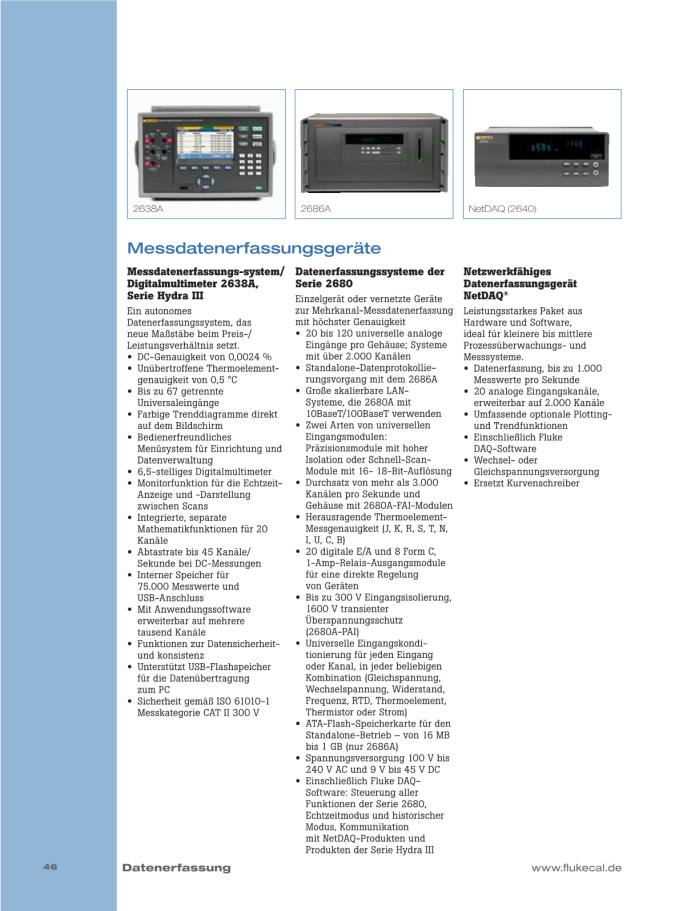 2638A
2686A
NetDAQ (2640)
Messdatenerfassungsgeräte
Messdatenerfassungs-system/
Digitalmultimeter 2638A,
Serie Hydra III
Ein autonomes
Datenerfassungssystem, das
neue Maßstäbe beim Preis-/
Leistungsverhältnis setzt.
• DC-Genauigkeit von 0,0024 %
• Unübertroffene Thermoelement-
genauigkeit von 0,5 °C
• Bis zu 67 getrennte
Universaleingänge
• Farbige Trenddiagramme direkt
auf dem Bildschirm
• Bedienerfreundliches
Menüsystem für Einrichtung und
Datenverwaltung
• 6,5-stelliges Digitalmultimeter
• Monitorfunktion für die Echtzeit-
Anzeige und -Darstellung
zwischen Scans
• Integrierte, separate
Mathematikfunktionen für 20
Kanäle
• Abtastrate bis 45 Kanäle/
Sekunde bei DC-Messungen
• Interner Speicher für
75.000 Messwerte und
USB-Anschluss
• Mit Anwendungssoftware
erweiterbar auf mehrere
tausend Kanäle
• Funktionen zur Datensicherheit-
und konsistenz
• Unterstützt USB-Flashspeicher
für die Datenübertragung
zum PC
• Sicherheit gemäß ISO 61010-1
Messkategorie CAT II 300 V
Datenerfassungssysteme der
Serie 2680
Einzelgerät oder vernetzte Geräte
zur Mehrkanal-Messdatenerfassung
mit höchster Genauigkeit
• 20 bis 120 universelle analoge
Eingänge pro Gehäuse; Systeme
mit über 2.000 Kanälen
• Standalone-Datenprotokollie-
rungsvorgang mit dem 2686A
• Große skalierbare LAN-
Systeme, die 2680A mit
10BaseT/100BaseT verwenden
• Zwei Arten von universellen
Eingangsmodulen:
Präzisionsmodule mit hoher
Isolation oder Schnell-Scan-
Module mit 16- 18-Bit-Auflösung
• Durchsatz von mehr als 3.000
Kanälen pro Sekunde und
Gehäuse mit 2680A-FAI-Modulen
• Herausragende Thermoelement-
Messgenauigkeit (J, K, R, S, T, N,
I, U, C, B)
• 20 digitale E/A und 8 Form C,
1-Amp-Relais-Ausgangsmodule
für eine direkte Regelung
von Geräten
• Bis zu 300 V Eingangsisolierung,
1600 V transienter
Überspannungsschutz
(2680A-PAI)
• Universelle Eingangskondi-
tionierung für jeden Eingang
oder Kanal, in jeder beliebigen
Kombination (Gleichspannung,
Wechselspannung, Widerstand,
Frequenz, RTD, Thermoelement,
Thermistor oder Strom)
• ATA-Flash-Speicherkarte für den
Standalone-Betrieb – von 16 MB
bis 1 GB (nur 2686A)
• Spannungsversorgung 100 V bis
240 V AC und 9 V bis 45 V DC
• Einschließlich Fluke DAQ-
Software: Steuerung aller
Funktionen der Serie 2680,
Echtzeitmodus und historischer
Modus, Kommunikation
mit NetDAQ-Produkten und
Produkten der Serie Hydra III
Netzwerkfähiges
Datenerfassungsgerät
NetDAQ®
Leistungsstarkes Paket aus
Hardware und Software,
ideal für kleinere bis mittlere
Prozessüberwachungs- und
Messsysteme.
• Datenerfassung, bis zu 1.000
Messwerte pro Sekunde
• 20 analoge Eingangskanäle,
erweiterbar auf 2.000 Kanäle
• Umfassende optionale Plotting-
und Trendfunktionen
• Einschließlich Fluke
DAQ-Software
• Wechsel- oder
Gleichspannungsversorgung
• Ersetzt Kurvenschreiber
46
Datenerfassung
www.flukecal.de